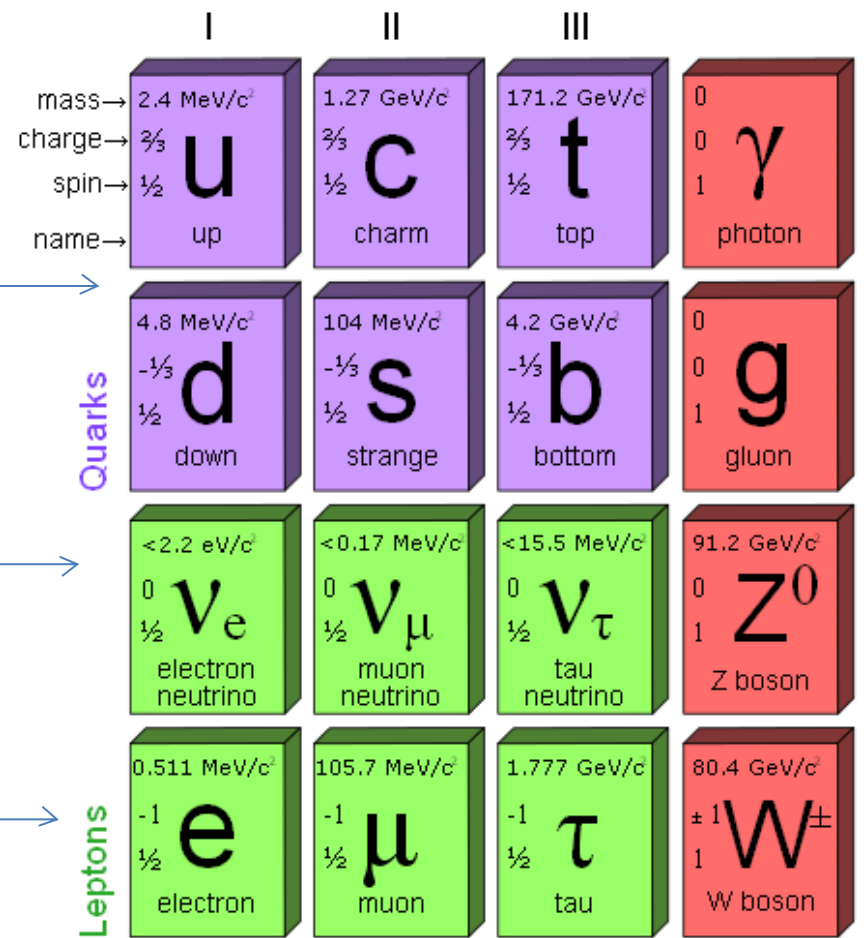 I II III
mass→ 2.4 MeV/c² 1.27 GeV/c² 171.2 GeV/c² 0
charge→ ⅔ ⅔ ⅔ 0
spin→ ½ ½ ½ 1
u c t γ
name→ up charm top photon
Quarks
4.8 MeV/c² 104 MeV/c² 4.2 GeV/c² 0
-⅓ -⅓ -⅓ 0
½ ½ ½ 1
d s b g
down strange bottom gluon
<2.2 eV/c² <0.17 MeV/c² <15.5 MeV/c² 91.2 GeV/c²
0 0 0 0
½ ½ ½ 1
νe νμ ντ Z⁰
electron muon tau Z boson
neutrino neutrino neutrino
Leptons
0.511 MeV/c² 105.7 MeV/c² 1.777 GeV/c² 80.4 GeV/c²
-1 -1 -1 ± 1
½ ½ ½ 1
e μ τ W±
electron muon tau W boson